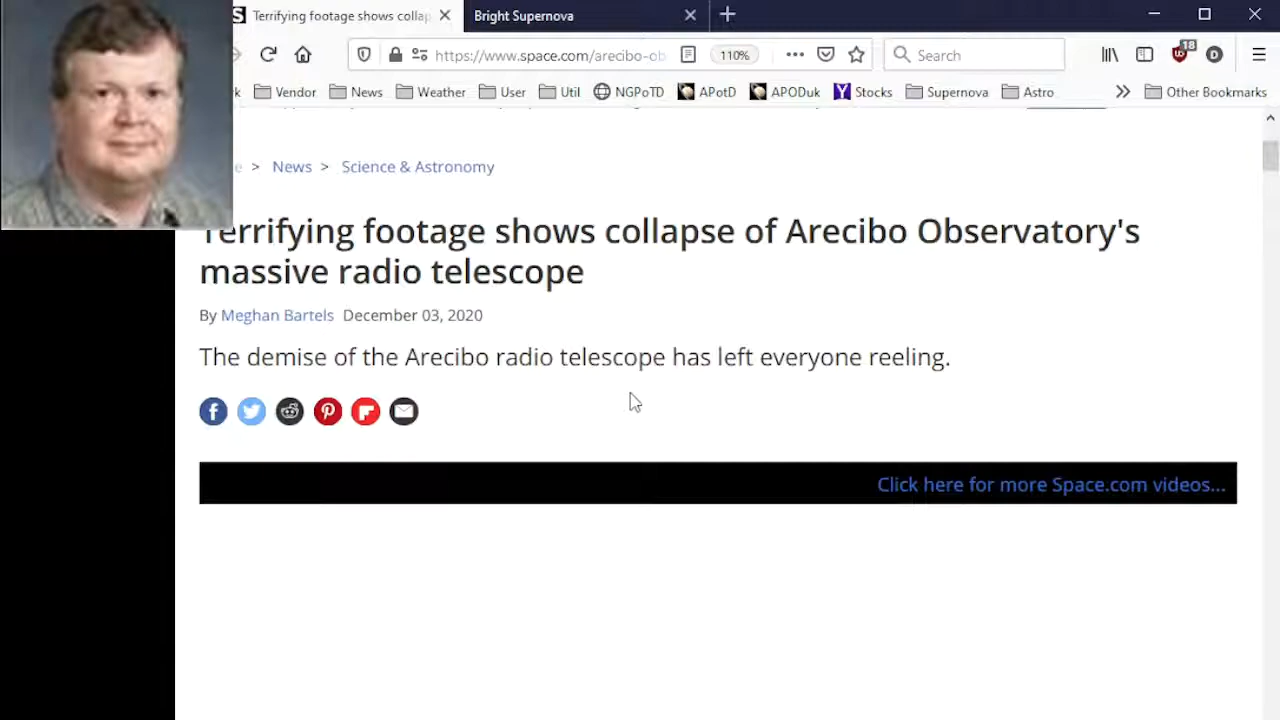 Terrifying footage shows collap
Bright Supernova
https://www.space.com/arecibo-ob
110%
Search
18
Vendor
News
Weather
User
Util
NGPoTD
APotD
APODuk
Stocks
Supernova
Astro
Other Bookmarks
e > News > Science & Astronomy
Terrifying footage shows collapse of Arecibo Observatory's
massive radio telescope
By Meghan Bartels December 03, 2020
The demise of the Arecibo radio telescope has left everyone reeling.
Click here for more Space.com videos...